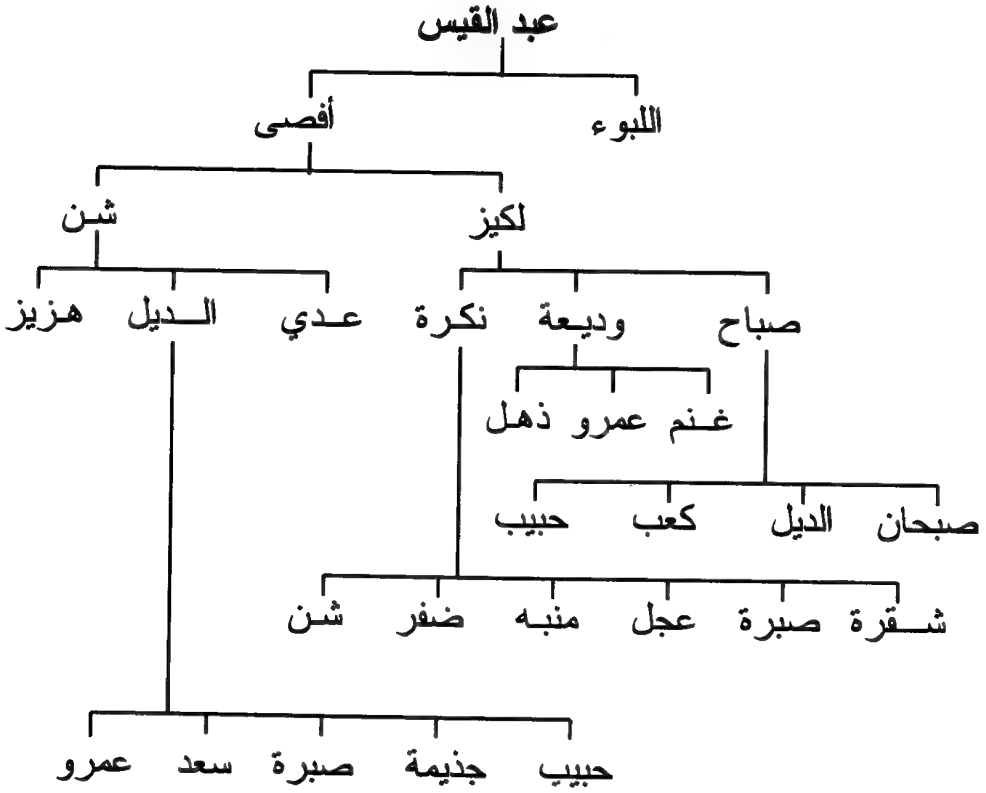 عبد القيس
اللبوء أفصى
لكيز شن
صباح وديعة نكرة عدي الديل هزيز
غنم عمرو ذهل
صبحان الديل كعب حبيب
شقرة صبرة عجل منبه ضفر شن
حبيب جذيمة صبرة سعد عمرو